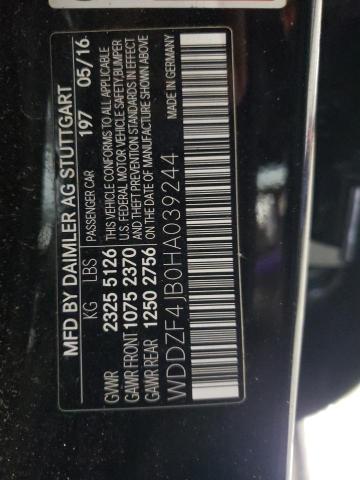 MFD BY DAIMLER AG STUTTGART
PASSENGER CAR 197 05/16
KG LBS
GVWR 2325 5126
GAWR FRONT 1075 2370
GAWR REAR 1250 2756
THIS VEHICLE CONFORMS TO ALL APPLICABLE
U.S. FEDERAL MOTOR VEHICLE SAFETY, BUMPER
AND THEFT PREVENTION STANDARDS IN EFFECT
ON THE DATE OF MANUFACTURE SHOWN ABOVE
WDDZF4JB0HA039244 MADE IN GERMANY